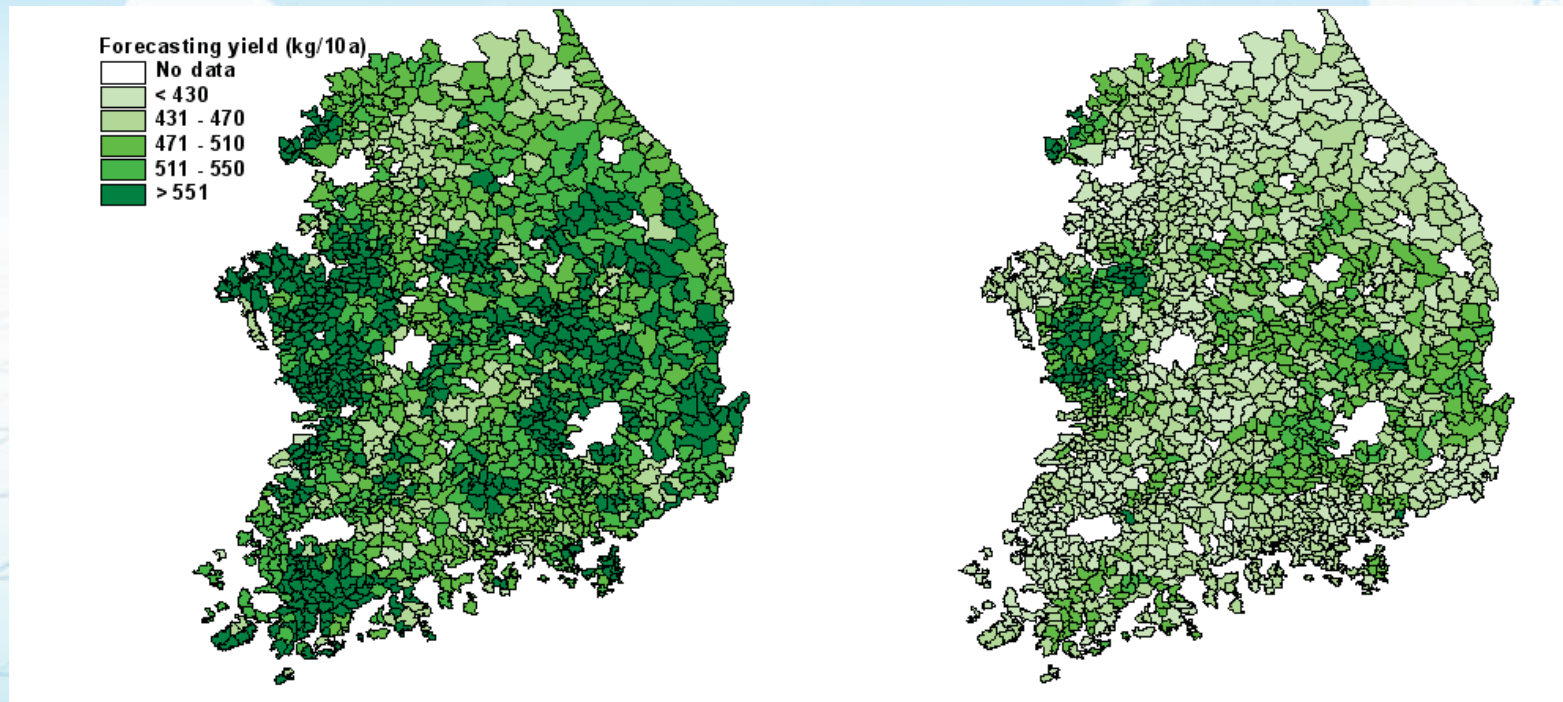 Forecasting yield (kg/10a)
No data
< 430
431 - 470
471 - 510
511 - 550
> 551